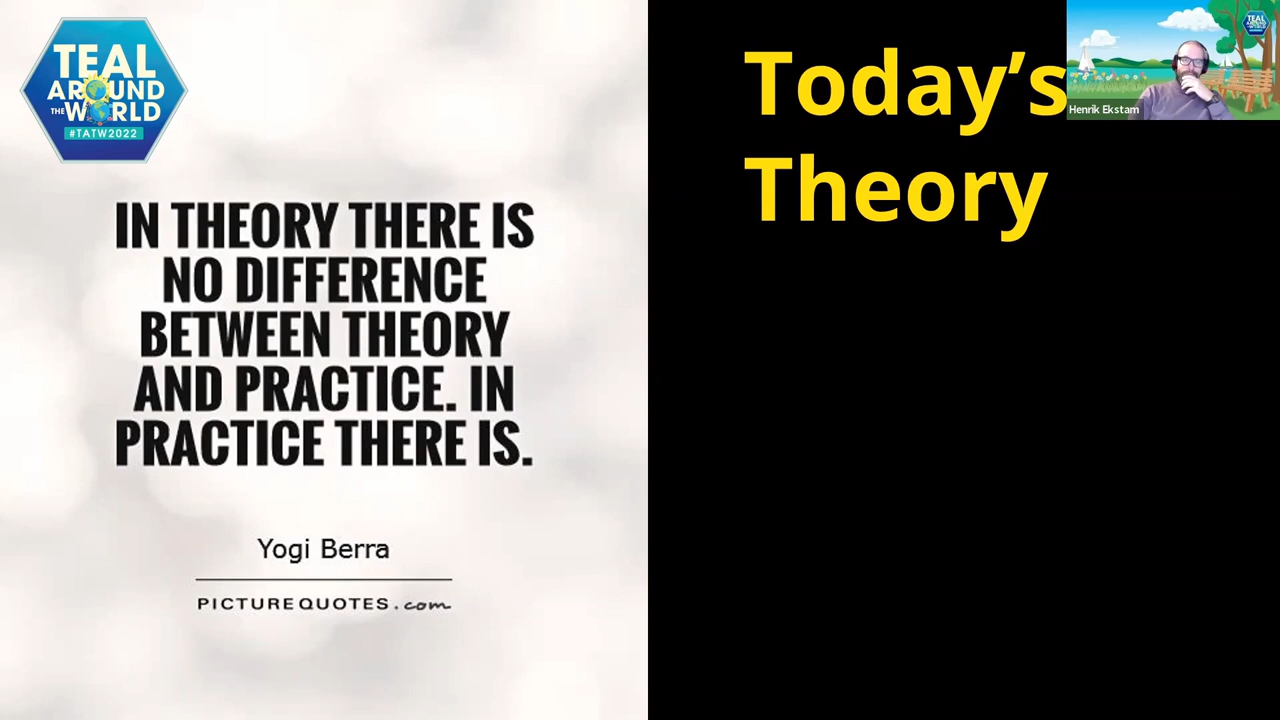 TEAL
AROUND
THE WORLD
#TATW2022
IN THEORY THERE IS
NO DIFFERENCE
BETWEEN THEORY
AND PRACTICE. IN
PRACTICE THERE IS.
Yogi Berra
PICTUREQUOTES.com
Today’s
Theory
Henrik Ekstam
TEAL